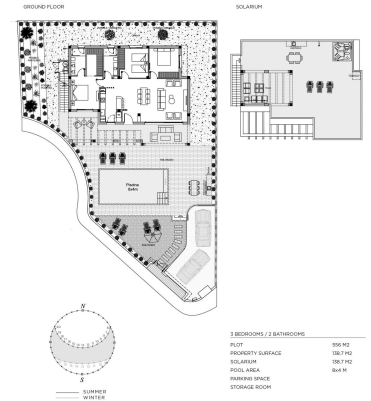 GROUND FLOOR
SOLARIUM
Piscina
8x4m
N
S
SUMMER
WINTER
3 BEDROOMS / 2 BATHROOMS
PLOT 556 M2
PROPERTY SURFACE 138.7 M2
SOLARIUM 138.7 M2
POOL AREA 8x4 M
PARKING SPACE
STORAGE ROOM